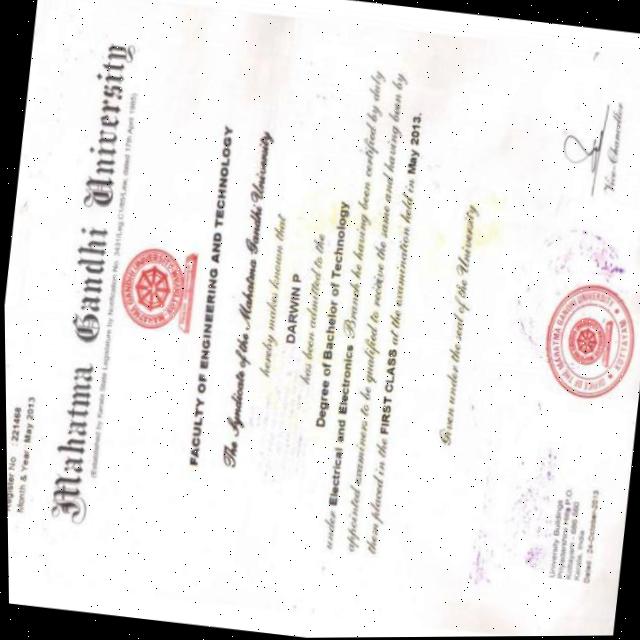 Register No : 221468
Month & Year : May 2013
Mahatma Gandhi University
(Established by Kerala State Legislature by Notification No. 3431/Leg.C1/85/Law, dated 17th April 1985)
FACULTY OF ENGINEERING AND TECHNOLOGY
The Syndicate of the Mahatma Gandhi University
hereby makes known that
DARWIN P
has been admitted to the
Degree of Bachelor of Technology
under Electrical and Electronics Branch he having been certified by duly
appointed examiners to be qualified to receive the same and having been by
them placed in the FIRST CLASS at the examination held in May 2013.
Given under the seal of the University
Vice-Chancellor
University Buildings
Priyadarsini Hills P.O.
Kottayam
Kerala, India
Date : 24-October-2013